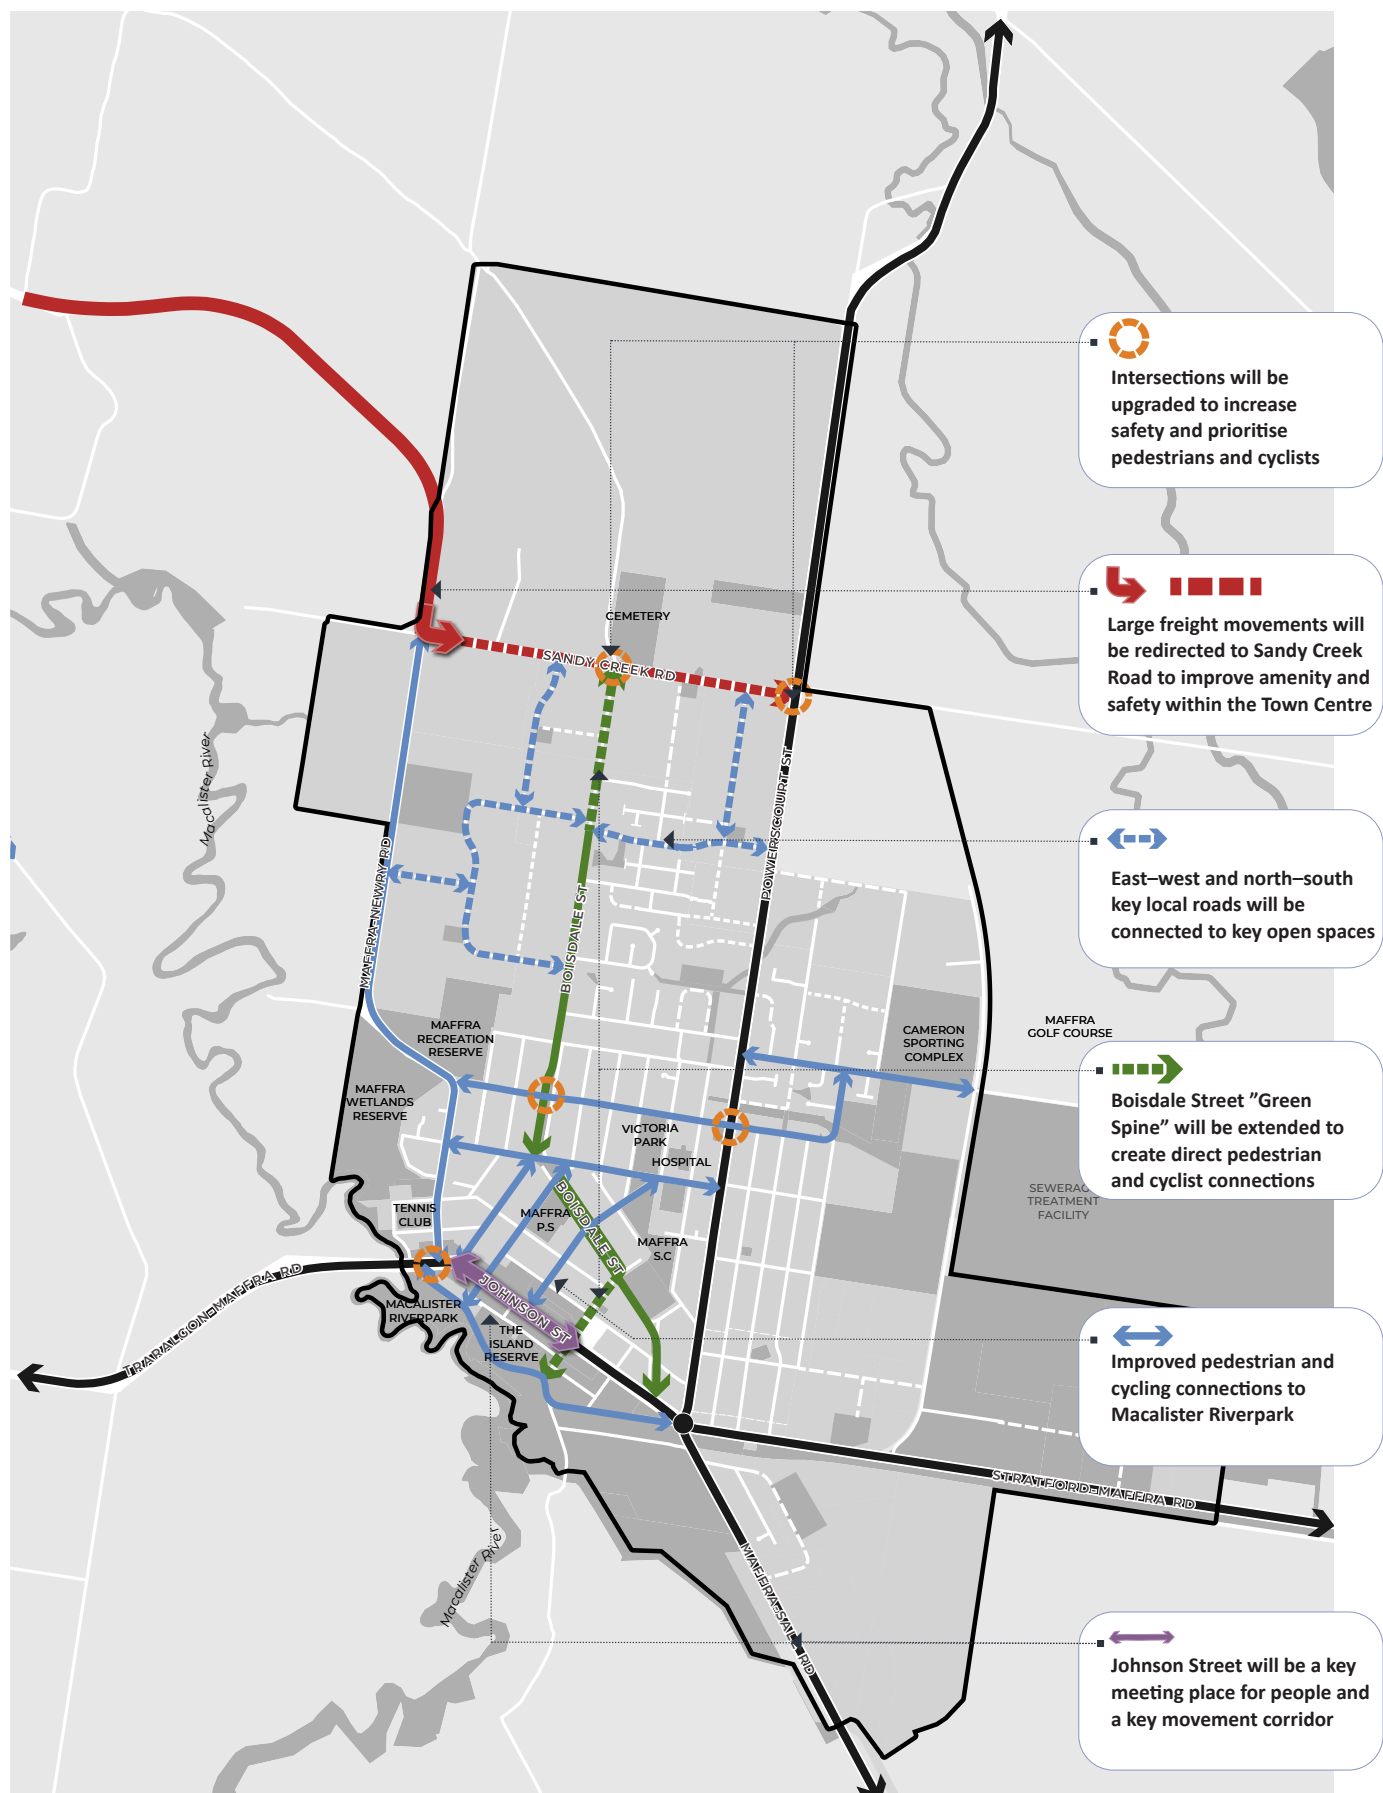 Intersections will be
upgraded to increase
safety and prioritise
pedestrians and cyclists
Large freight movements will
be redirected to Sandy Creek
Road to improve amenity and
safety within the Town Centre
CEMETERY
SANDY CREEK RD
Macalister River
POWERSCOURT ST
East–west and north–south
key local roads will be
connected to key open spaces
MAFFRA-NEWRY RD
BOISDALE ST
MAFFRA
RECREATION
RESERVE
CAMERON
SPORTING
COMPLEX
MAFFRA
GOLF COURSE
MAFFRA
WETLANDS
RESERVE
Boisdale Street ”Green
Spine” will be extended to
create direct pedestrian
and cyclist connections
VICTORIA
PARK
HOSPITAL
SEWERAGE
TREATMENT
FACILITY
TENNIS
CLUB
MAFFRA
P.S
BOISDALE ST
MAFFRA
S.C
TRARALGON-MAFFRA RD
JOHNSON ST
MACALISTER
RIVERPARK
THE
ISLAND
RESERVE
Improved pedestrian and
cycling connections to
Macalister Riverpark
STRATFORD-MAFFRA RD
Macalister River
MAFFRA-SALE RD
Johnson Street will be a key
meeting place for people and
a key movement corridor